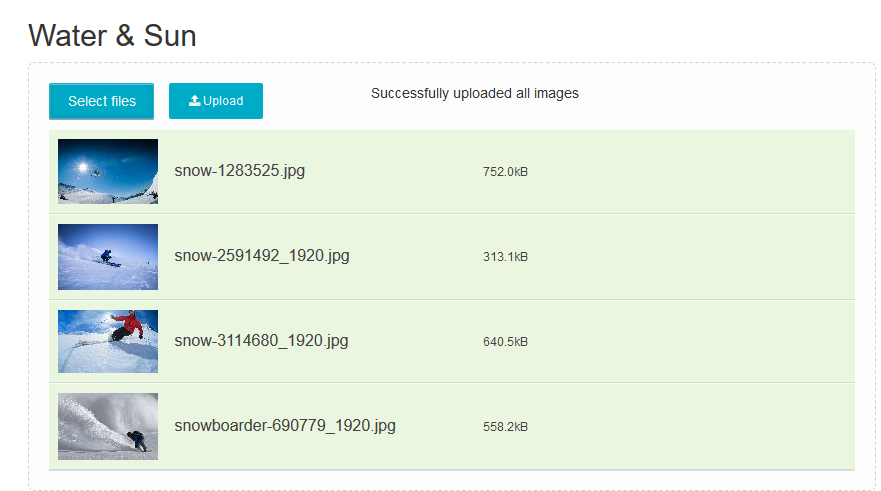 Water & Sun
Select files
Upload
Successfully uploaded all images
snow-1283525.jpg
752.0kB
snow-2591492_1920.jpg
313.1kB
snow-3114680_1920.jpg
640.5kB
snowboarder-690779_1920.jpg
558.2kB